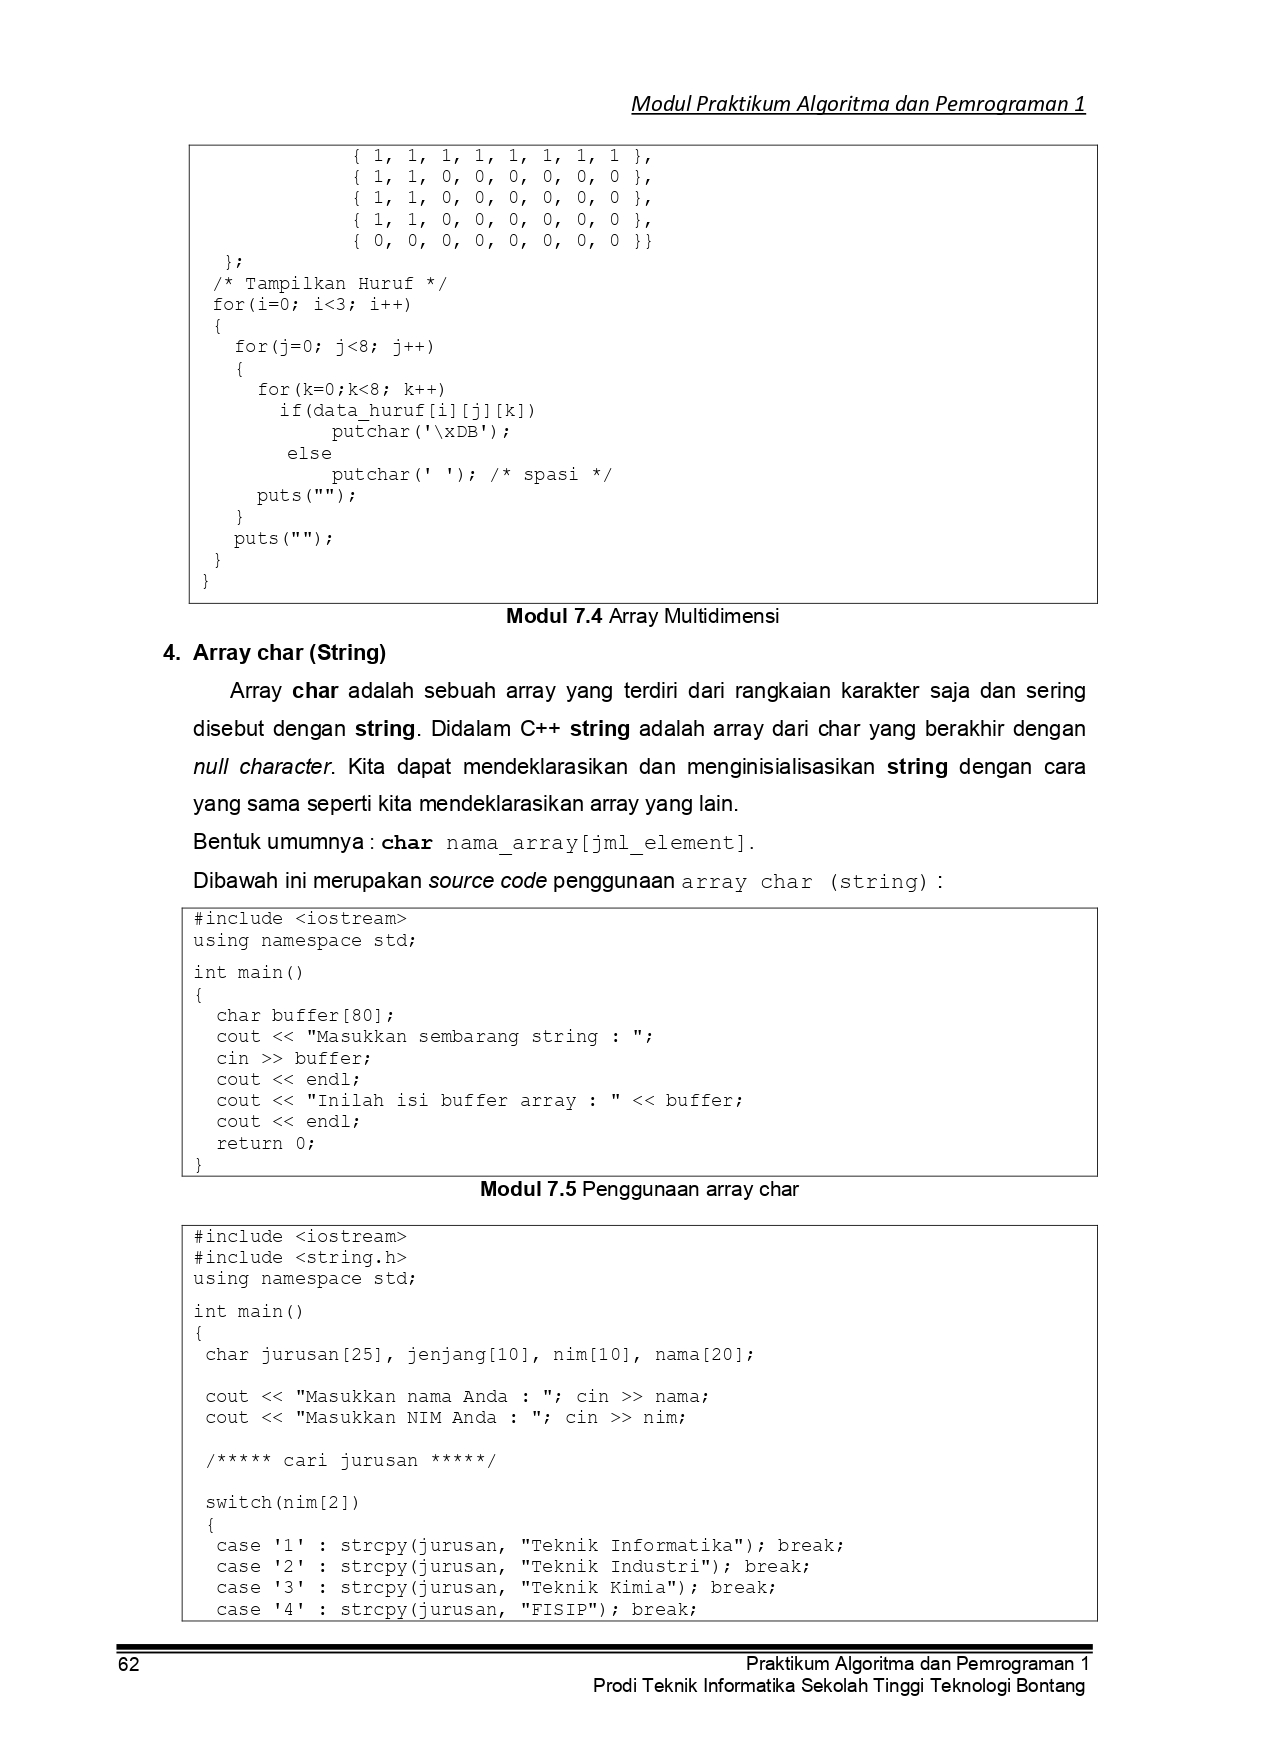 Modul Praktikum Algoritma dan Pemrograman 1
{ 1, 1, 1, 1, 1, 1, 1, 1 },
{ 1, 1, 0, 0, 0, 0, 0, 0 },
{ 1, 1, 0, 0, 0, 0, 0, 0 },
{ 1, 1, 0, 0, 0, 0, 0, 0 },
{ 0, 0, 0, 0, 0, 0, 0, 0 }}
};
/* Tampilkan Huruf */
for(i=0; i<3; i++)
{
for(j=0; j<8; j++)
{
for(k=0;k<8; k++)
if(data_huruf[i][j][k])
putchar('\xDB');
else
putchar(' '); /* spasi */
puts("");
}
puts("");
}
}
Modul 7.4 Array Multidimensi
4. Array char (String)
Array char adalah sebuah array yang terdiri dari rangkaian karakter saja dan sering
disebut dengan string. Didalam C++ string adalah array dari char yang berakhir dengan
null character. Kita dapat mendeklarasikan dan menginisialisasikan string dengan cara
yang sama seperti kita mendeklarasikan array yang lain.
Bentuk umumnya : char nama_array[jml_element].
Dibawah ini merupakan source code penggunaan array char (string) :
#include <iostream>
using namespace std;
int main()
{
char buffer[80];
cout << "Masukkan sembarang string : ";
cin >> buffer;
cout << endl;
cout << "Inilah isi buffer array : " << buffer;
cout << endl;
return 0;
}
Modul 7.5 Penggunaan array char
#include <iostream>
#include <string.h>
using namespace std;
int main()
{
char jurusan[25], jenjang[10], nim[10], nama[20];
cout << "Masukkan nama Anda : "; cin >> nama;
cout << "Masukkan NIM Anda : "; cin >> nim;
/***** cari jurusan *****/
switch(nim[2])
{
case '1' : strcpy(jurusan, "Teknik Informatika"); break;
case '2' : strcpy(jurusan, "Teknik Industri"); break;
case '3' : strcpy(jurusan, "Teknik Kimia"); break;
case '4' : strcpy(jurusan, "FISIP"); break;
62
Praktikum Algoritma dan Pemrograman 1
Prodi Teknik Informatika Sekolah Tinggi Teknologi Bontang